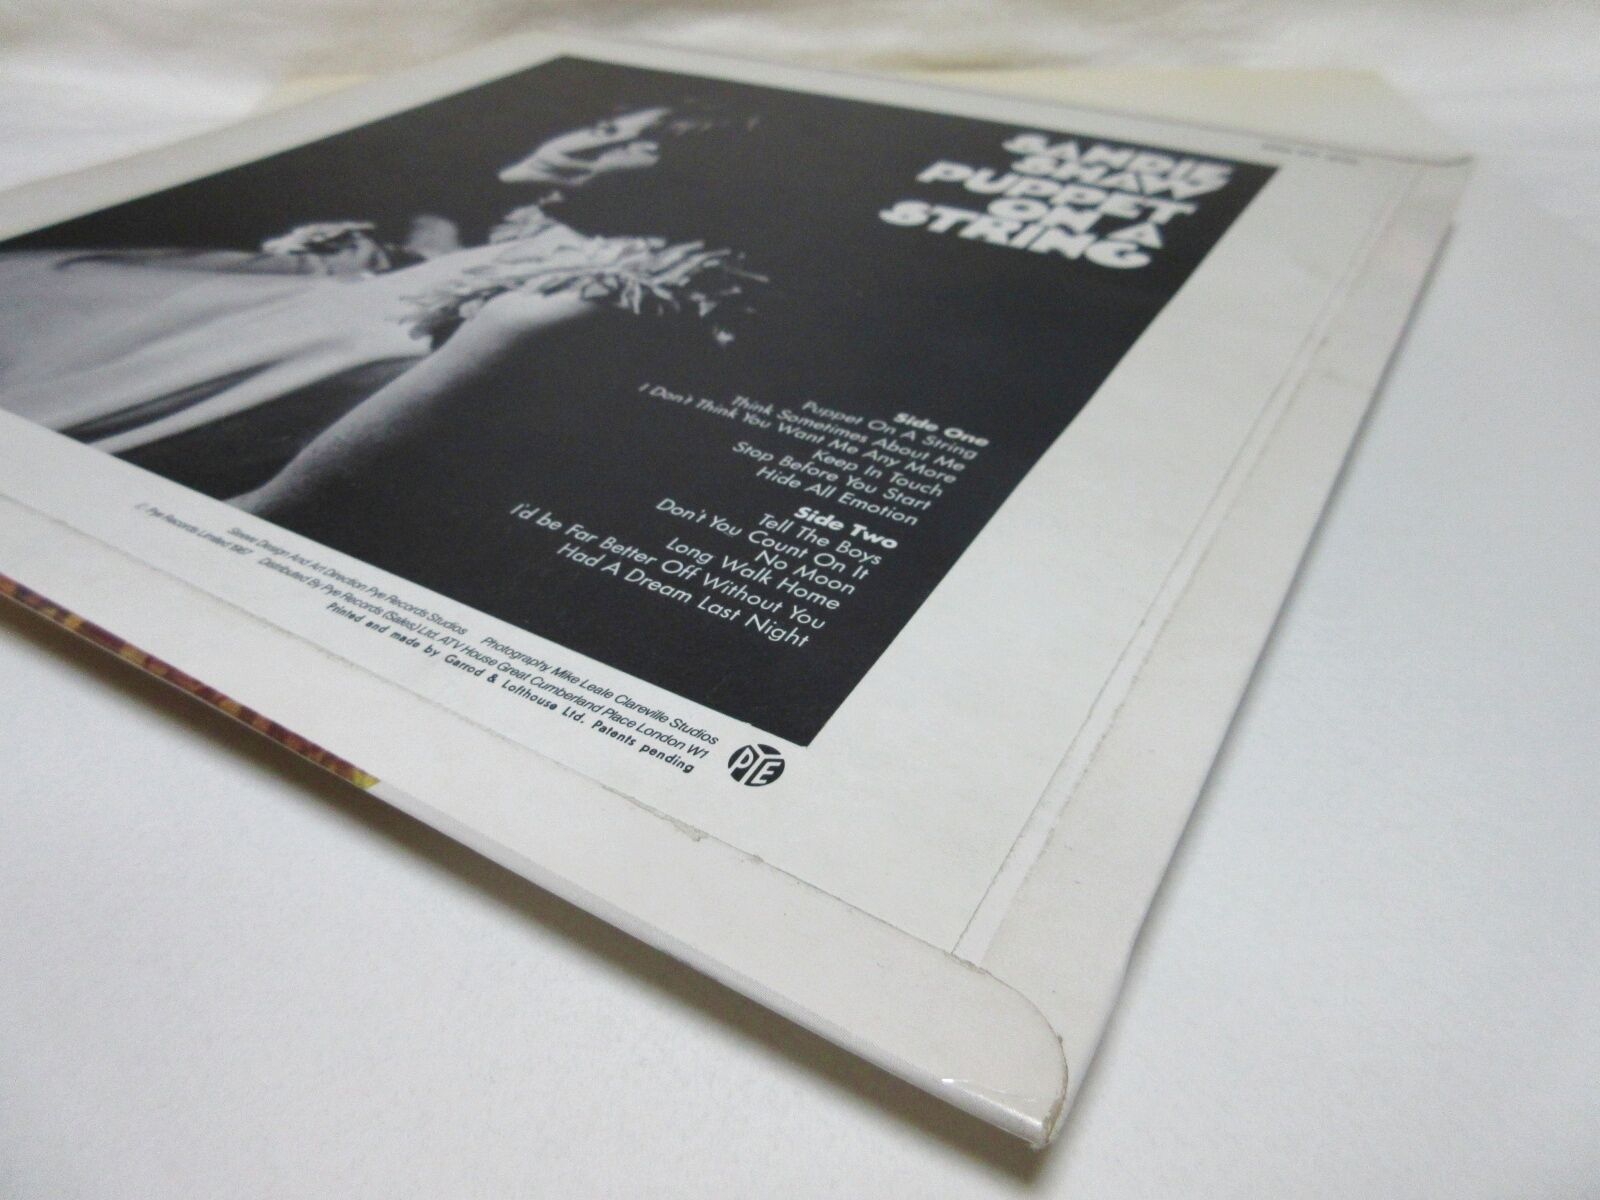 SANDIE
SHAW
PUPPET
ON A
STRING
Side One
Puppet On A String
Think Sometimes About Me
I Don't Think You Want Me Any More
Keep In Touch
Stop Before You Start
Hide All Emotion
Side Two
Tell The Boys
Don't You Count On It
No Moon
Long Walk Home
I'd be Far Better Off Without You
Had A Dream Last Night
Sleeve Design And Art Direction Pye Records Studios Photography Mike Leale Clareville Studios
© Pye Records Limited 1967 Distributed By Pye Records (Sales) Ltd. ATV House Great Cumberland Place London W1
Printed and made by Garrod & Lofthouse Ltd. Patents pending
PYE